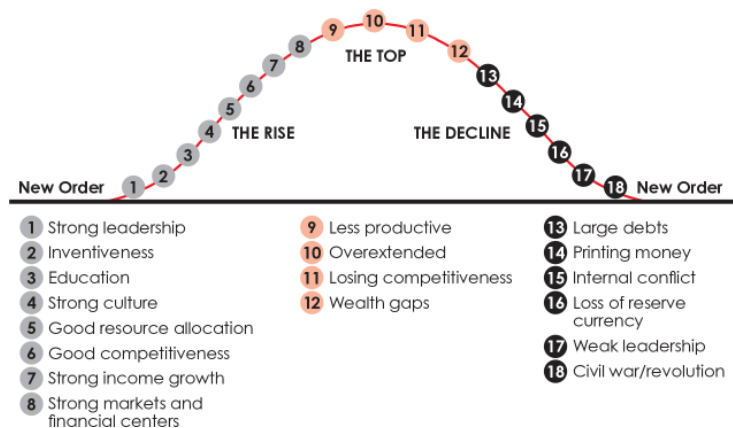 9
10
11
8
12
THE TOP
7
13
6
14
5
THE RISE
THE DECLINE
15
4
3
16
2
17
New Order
1
18
New Order
1 Strong leadership
2 Inventiveness
3 Education
4 Strong culture
5 Good resource allocation
6 Good competitiveness
7 Strong income growth
8 Strong markets and
financial centers
9 Less productive
10 Overextended
11 Losing competitiveness
12 Wealth gaps
13 Large debts
14 Printing money
15 Internal conflict
16 Loss of reserve
currency
17 Weak leadership
18 Civil war/revolution